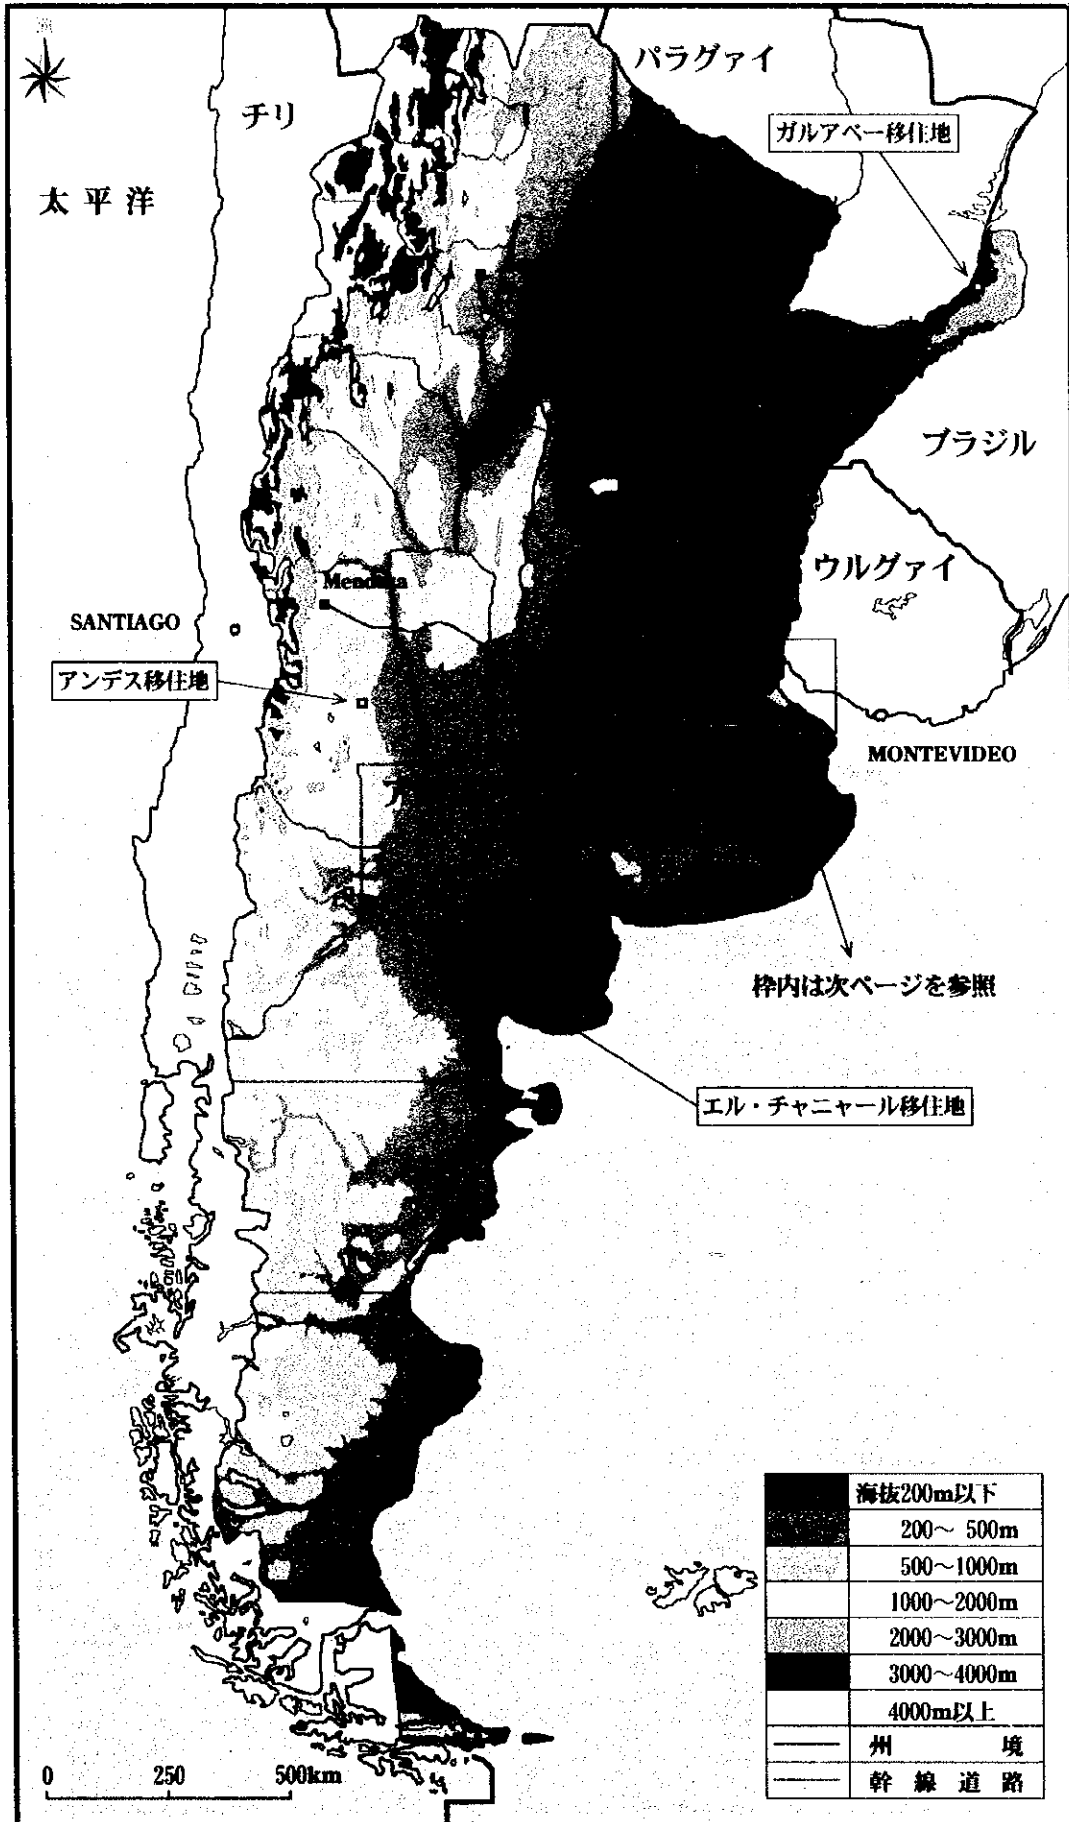 パラグァイ
チリ
ガルアペー移住地
太平洋
ブラジル
ウルグァイ
Mendoza
SANTIAGO
アンデス移住地
MONTEVIDEO
枠内は次ページを参照
エル・チャニャール移住地
海抜200m以下
200～ 500m
500～1000m
1000～2000m
2000～3000m
3000～4000m
4000m以上
州 境
幹線道路
0 250 500km